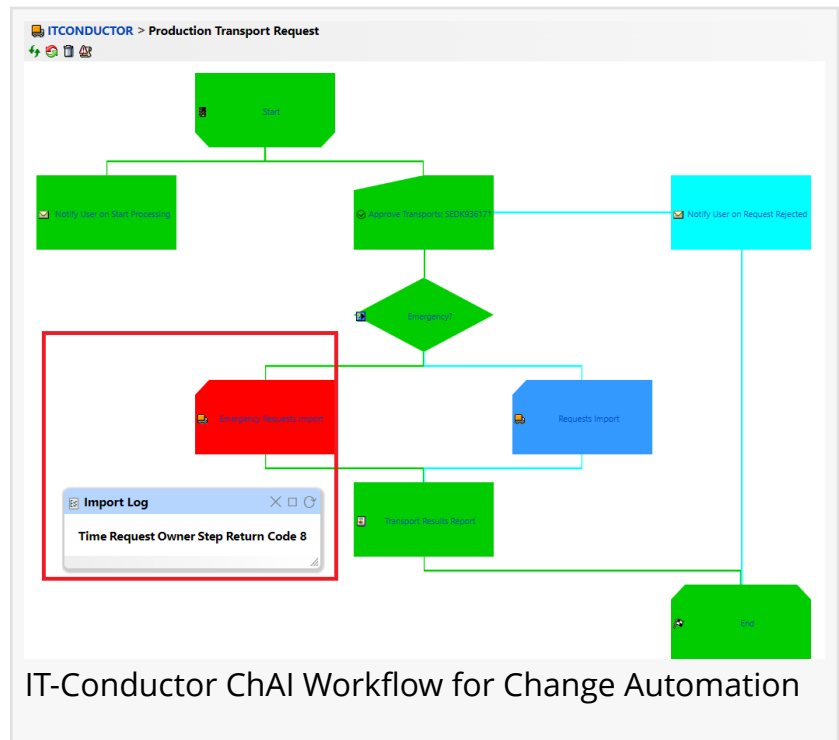 ITCONDUCTOR > Production Transport Request
Start
Notify User on Start Processing
Approve Transports: SEDK936171
Notify User on Request Rejected
Emergency?
Emergency Requests Import
Requests Import
Import Log
Time Request Owner Step Return Code 8
Transport Results Report
End
IT-Conductor ChAI Workflow for Change Automation